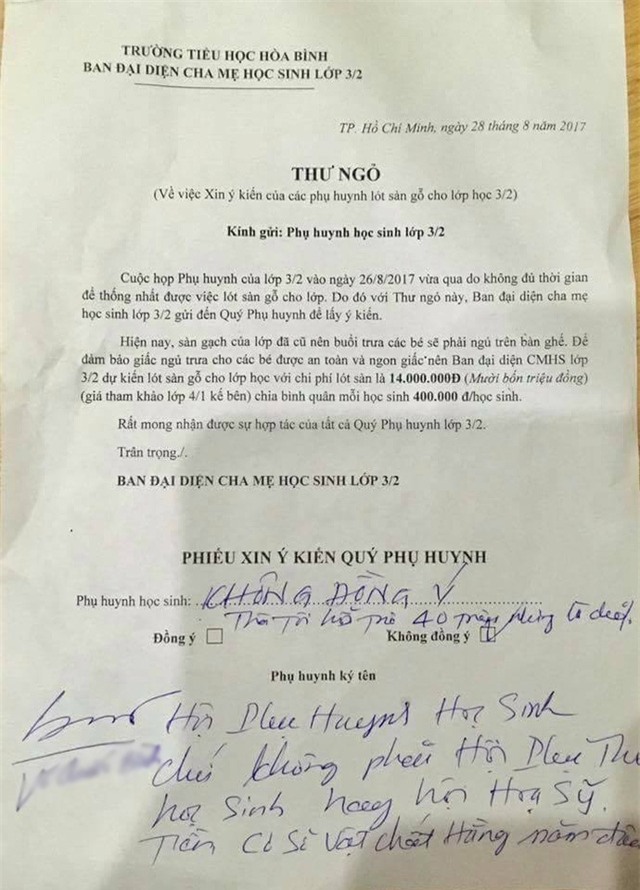 TRƯỜNG TIỂU HỌC HÒA BÌNH
BAN ĐẠI DIỆN CHA MẸ HỌC SINH LỚP 3/2
TP. Hồ Chí Minh, ngày 28 tháng 8 năm 2017
THƯ NGỎ
(Về việc Xin ý kiến của các phụ huynh lót sàn gỗ cho lớp học 3/2)
Kính gửi: Phụ huynh học sinh lớp 3/2
Cuộc họp Phụ huynh của lớp 3/2 vào ngày 26/8/2017 vừa qua do không đủ thời gian
để thống nhất được việc lót sàn gỗ cho lớp. Do đó với Thư ngỏ này, Ban đại diện cha mẹ
học sinh lớp 3/2 gửi đến Quý Phụ huynh để lấy ý kiến.
Hiện nay, sàn gạch của lớp đã cũ nên buổi trưa các bé sẽ phải ngủ trên bàn ghế. Để
đảm bảo giấc ngủ trưa cho các bé được an toàn và ngon giấc nên Ban đại diện CMHS lớp
3/2 dự kiến lót sàn gỗ cho lớp học với chi phí lót sàn là 14.000.000Đ (Mười bốn triệu đồng)
(giá tham khảo lớp 4/1 kế bên) chia bình quân mỗi học sinh 400.000 đ/học sinh.
Rất mong nhận được sự hợp tác của tất cả Quý Phụ huynh lớp 3/2.
Trân trọng./.
BAN ĐẠI DIỆN CHA MẸ HỌC SINH LỚP 3/2
PHIẾU XIN Ý KIẾN QUÝ PHỤ HUYNH
Phụ huynh học sinh: KHÔNG ĐỒNG Ý
Tôi hỗ trợ 40
Đồng ý Không đồng ý
Phụ huynh ký tên
Hội Phụ Huynh Học Sinh
chứ không phải Hội Phụ Thu
học Sinh hay hội Hoạ Sỹ.
Tiền Cơ Sở Vật chất Hằng năm đâu